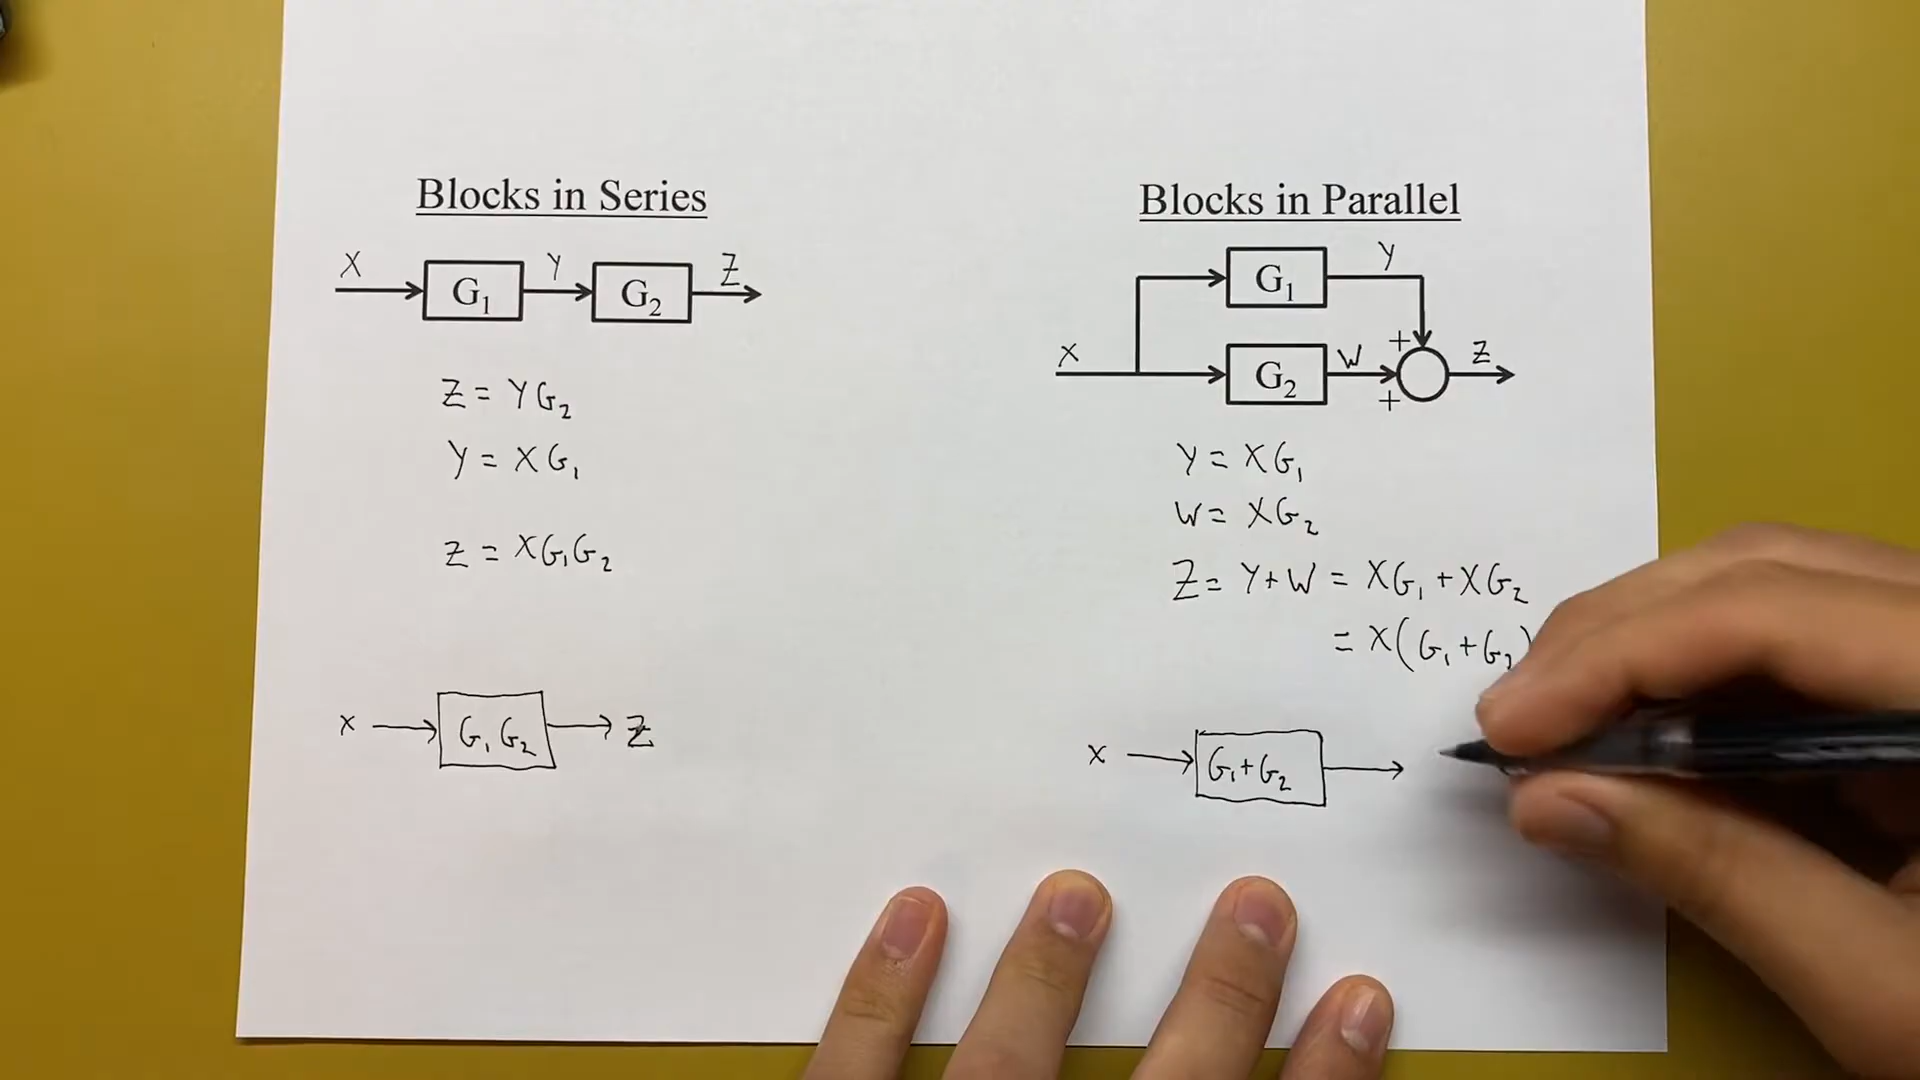 Blocks in Series
X Y Z
G₁ G₂
Z = YG₂
Y = XG₁
Z = XG₁G₂
X G₁G₂ Z
Blocks in Parallel
G₁ Y
X G₂ W + + Z
Y = XG₁
W = XG₂
Z = Y+W = XG₁ + XG₂
= X(G₁+G₂)
X G₁+G₂